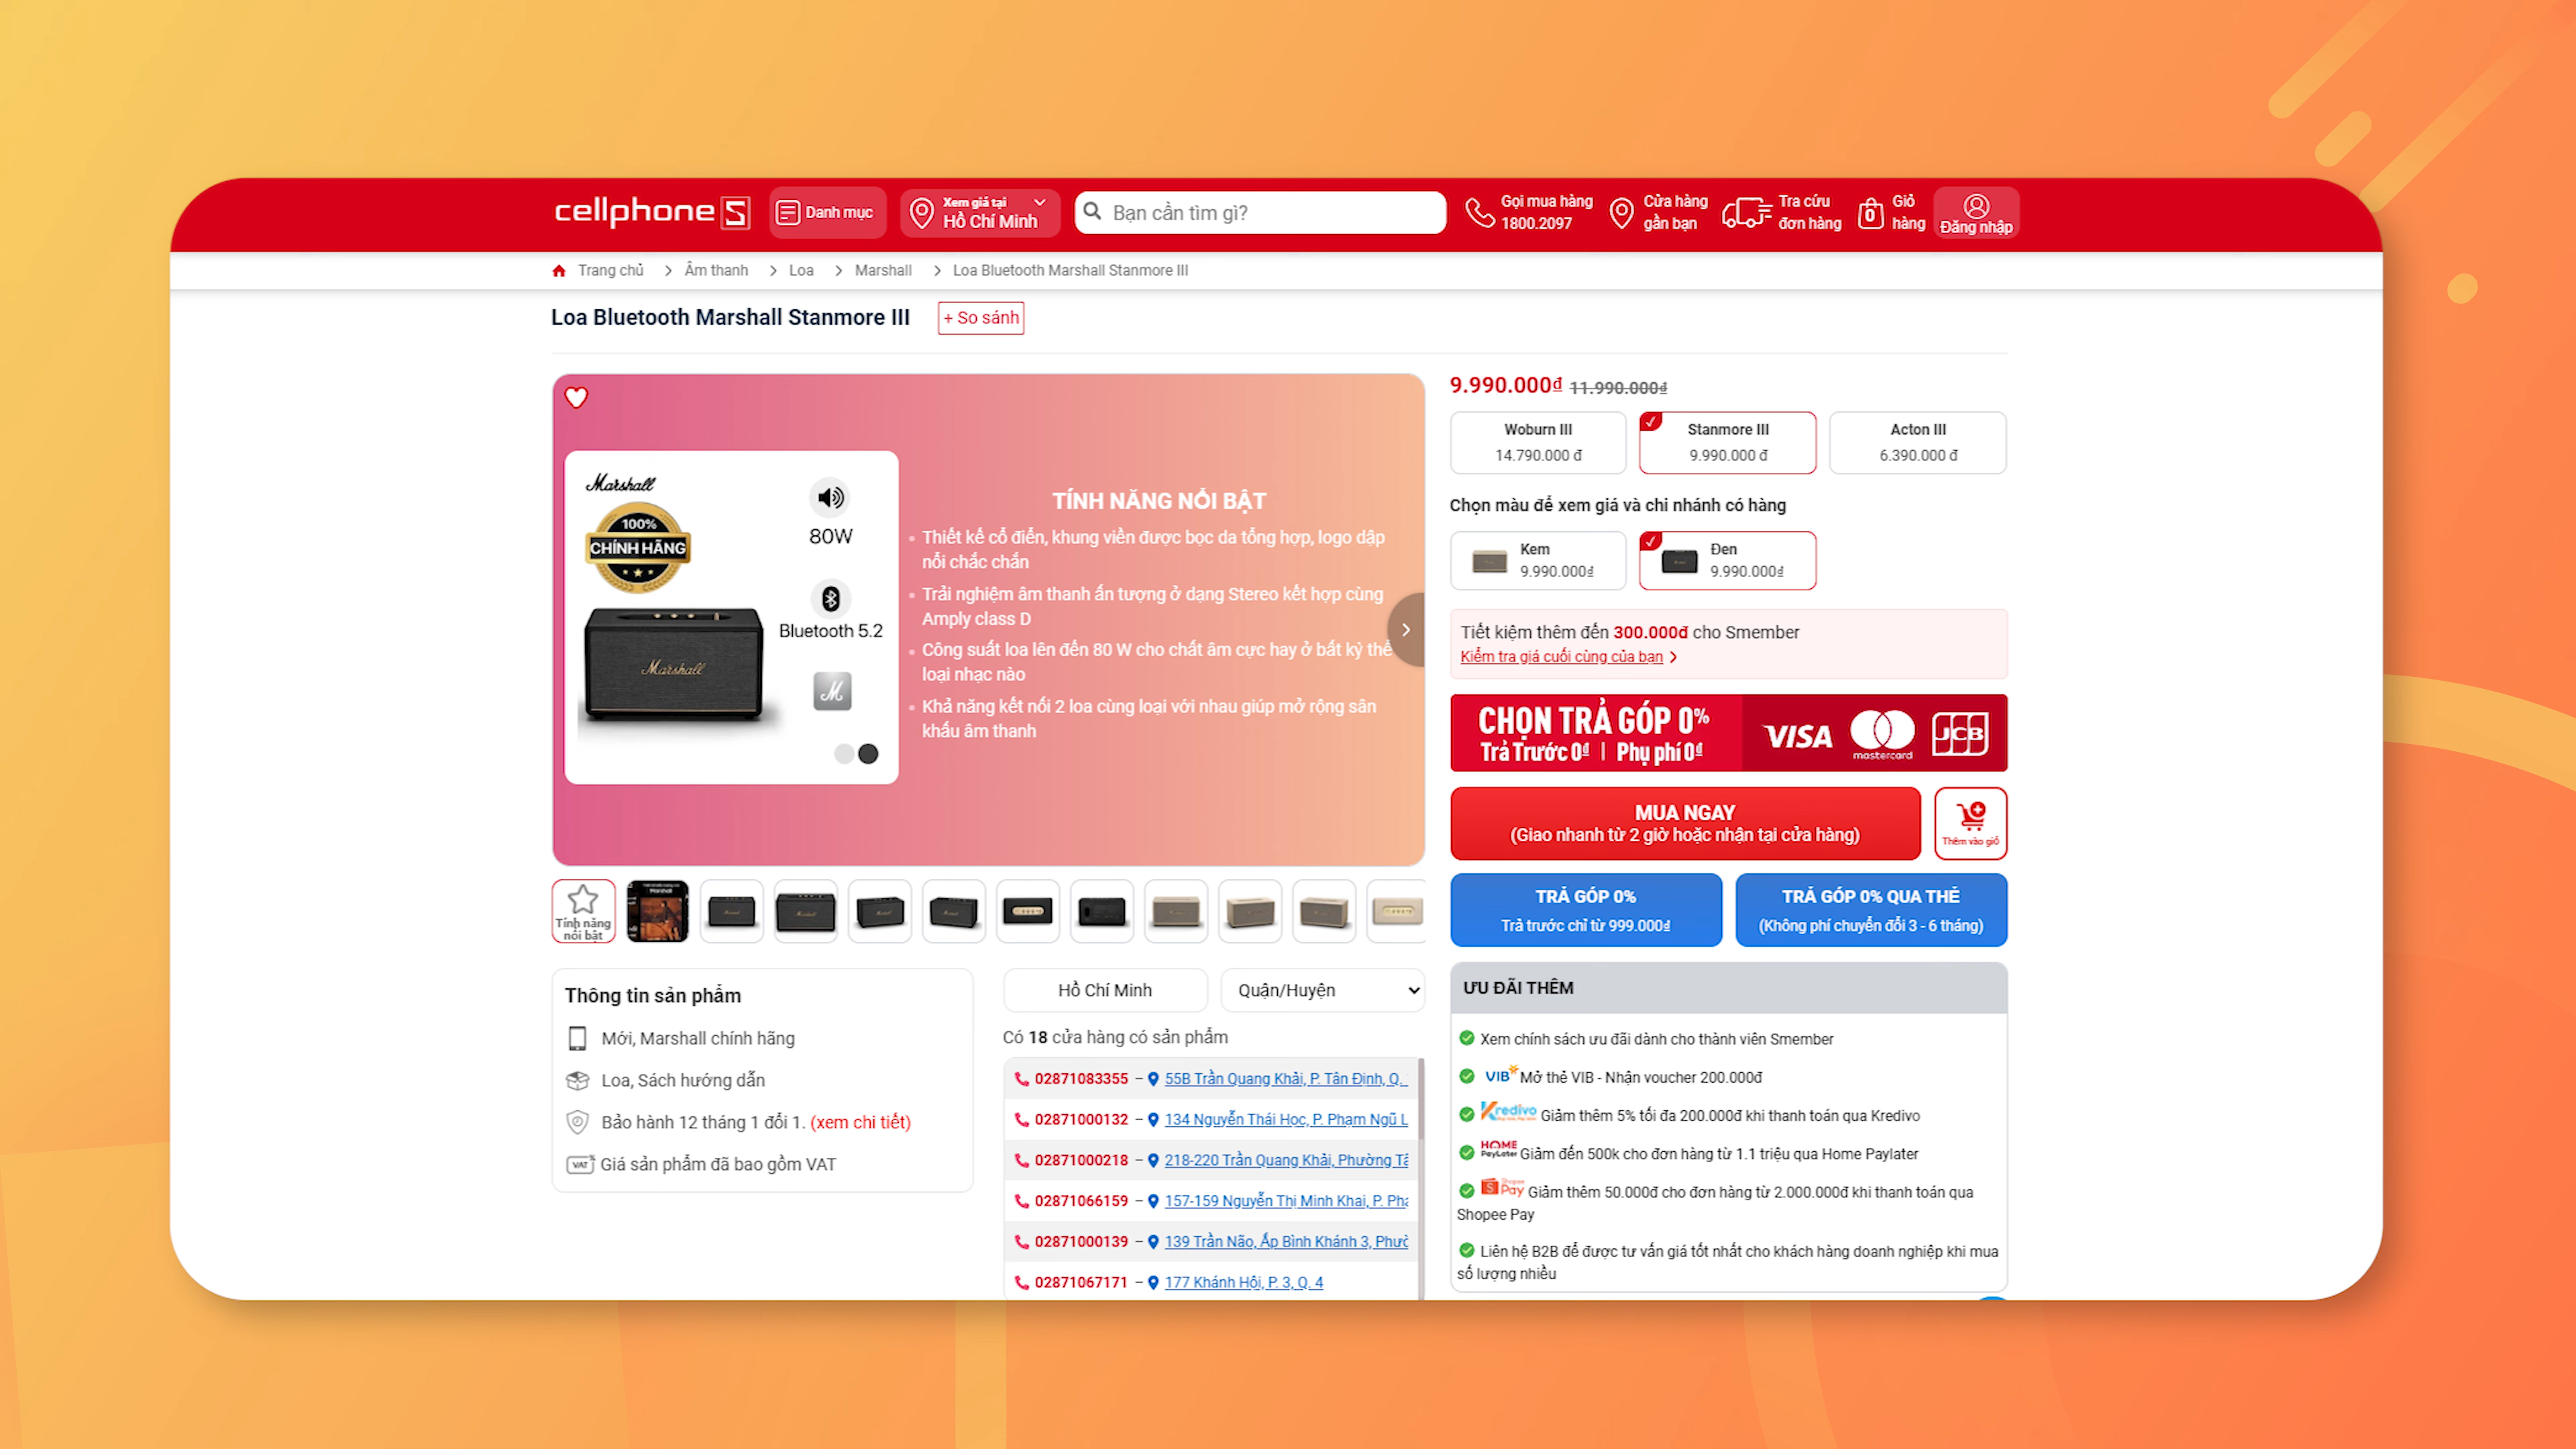 cellphoneS
Danh mục
Xem giá tại
Hồ Chí Minh
Bạn cần tìm gì?
Gọi mua hàng
1800.2097
Cửa hàng
gần bạn
Tra cứu
đơn hàng
0
Giỏ
hàng
Đăng nhập
Trang chủ
Âm thanh
Loa
Marshall
Loa Bluetooth Marshall Stanmore III
Loa Bluetooth Marshall Stanmore III
+ So sánh
Marshall
100%
CHÍNH HÃNG
80W
Bluetooth 5.2
Marshall
M
TÍNH NĂNG NỔI BẬT
Thiết kế cổ điển, khung viền được bọc da tổng hợp, logo dập
nổi chắc chắn
Trải nghiệm âm thanh ấn tượng ở dạng Stereo kết hợp cùng
Amply class D
Công suất loa lên đến 80 W cho chất âm cực hay ở bất kỳ thể
loại nhạc nào
Khả năng kết nối 2 loa cùng loại với nhau giúp mở rộng sân
khấu âm thanh
Tính năng
nổi bật
Thông tin sản phẩm
Mới, Marshall chính hãng
Loa, Sách hướng dẫn
Bảo hành 12 tháng 1 đổi 1. (xem chi tiết)
VAT Giá sản phẩm đã bao gồm VAT
Hồ Chí Minh
Quận/Huyện
Có 18 cửa hàng có sản phẩm
02871083355 – 55B Trần Quang Khải, P. Tân Định, Q.
02871000132 – 134 Nguyễn Thái Học, P. Phạm Ngũ L
02871000218 – 218-220 Trần Quang Khải, Phường Tâ
02871066159 – 157-159 Nguyễn Thị Minh Khai, P. Phạ
02871000139 – 139 Trần Não, Ấp Bình Khánh 3, Phườ
02871067171 – 177 Khánh Hội, P. 3, Q. 4
9.990.000₫ 11.990.000₫
Woburn III
14.790.000 đ
Stanmore III
9.990.000 đ
Acton III
6.390.000 đ
Chọn màu để xem giá và chi nhánh có hàng
Kem
9.990.000₫
Đen
9.990.000₫
Tiết kiệm thêm đến 300.000đ cho Smember
Kiểm tra giá cuối cùng của bạn
CHỌN TRẢ GÓP 0%
Trả Trước 0₫ | Phụ phí 0₫
VISA
mastercard
JCB
MUA NGAY
(Giao nhanh từ 2 giờ hoặc nhận tại cửa hàng)
Thêm vào giỏ
TRẢ GÓP 0%
Trả trước chỉ từ 999.000₫
TRẢ GÓP 0% QUA THẺ
(Không phí chuyển đổi 3 - 6 tháng)
ƯU ĐÃI THÊM
Xem chính sách ưu đãi dành cho thành viên Smember
VIB Mở thẻ VIB - Nhận voucher 200.000đ
Kredivo Giảm thêm 5% tối đa 200.000đ khi thanh toán qua Kredivo
HOME PayLater Giảm đến 500k cho đơn hàng từ 1.1 triệu qua Home Paylater
Shopee Pay Giảm thêm 50.000đ cho đơn hàng từ 2.000.000đ khi thanh toán qua
Shopee Pay
Liên hệ B2B để được tư vấn giá tốt nhất cho khách hàng doanh nghiệp khi mua
số lượng nhiều